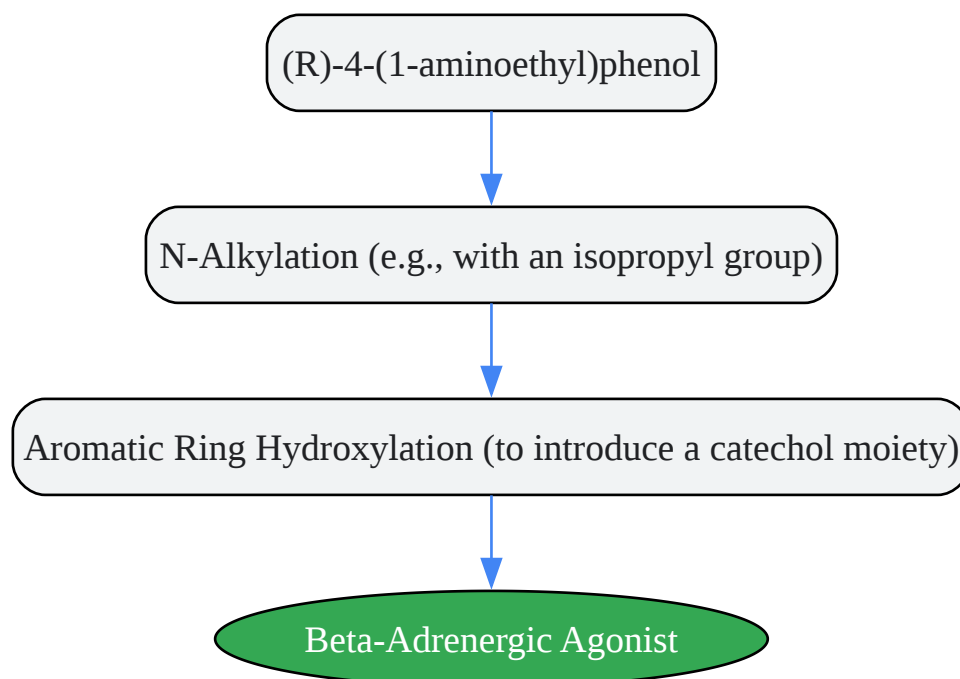 (R)-4-(1-aminoethyl)phenol
N-Alkylation (e.g., with an isopropyl group)
Aromatic Ring Hydroxylation (to introduce a catechol moiety)
Beta-Adrenergic Agonist